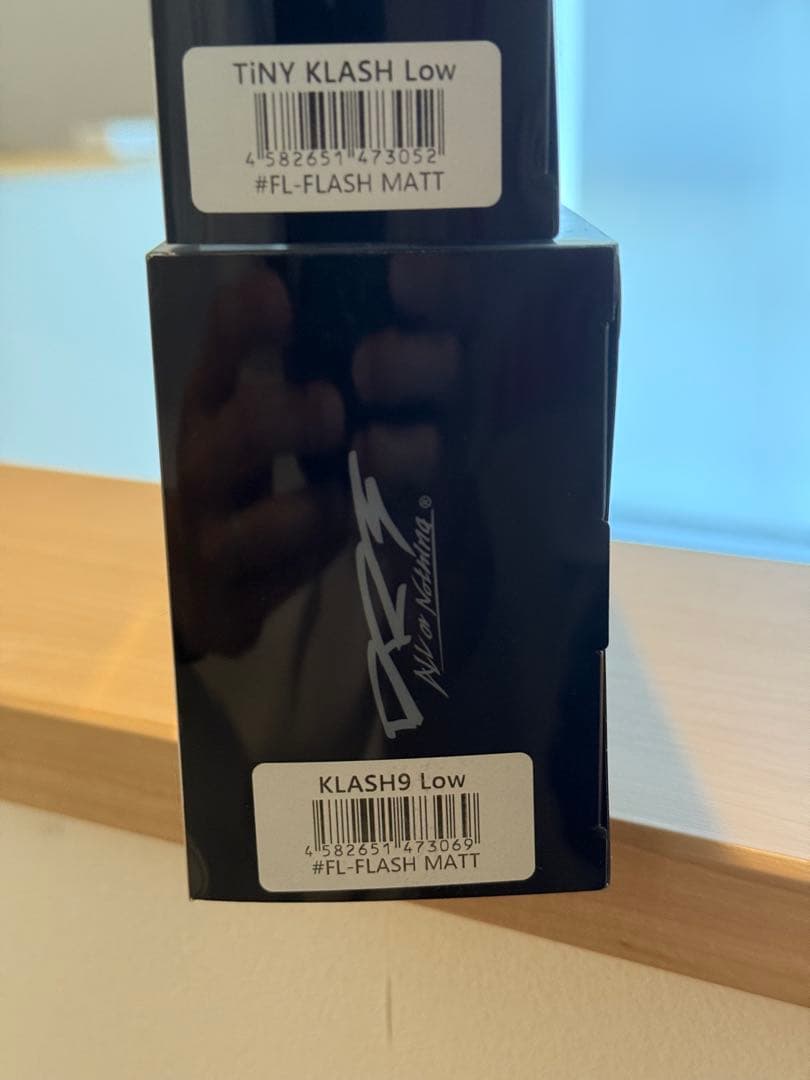 TiNY KLASH Low
4 582651 473052
#FL-FLASH MATT
All or Nothing®
KLASH9 Low
4 582651 473069
#FL-FLASH MATT